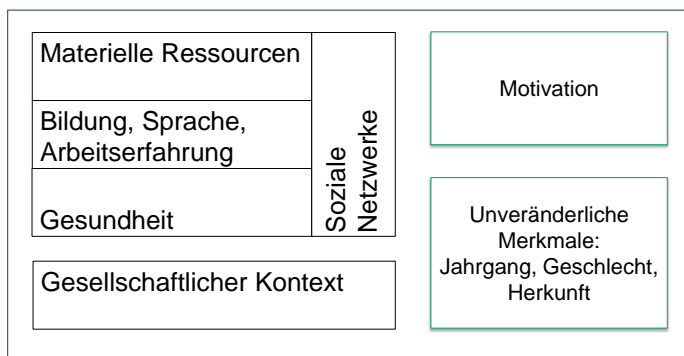 Materielle Ressourcen
Bildung, Sprache,
Arbeitserfahrung
Gesundheit
Soziale
Netzwerke
Gesellschaftlicher Kontext
Motivation
Unveränderliche
Merkmale:
Jahrgang, Geschlecht,
Herkunft